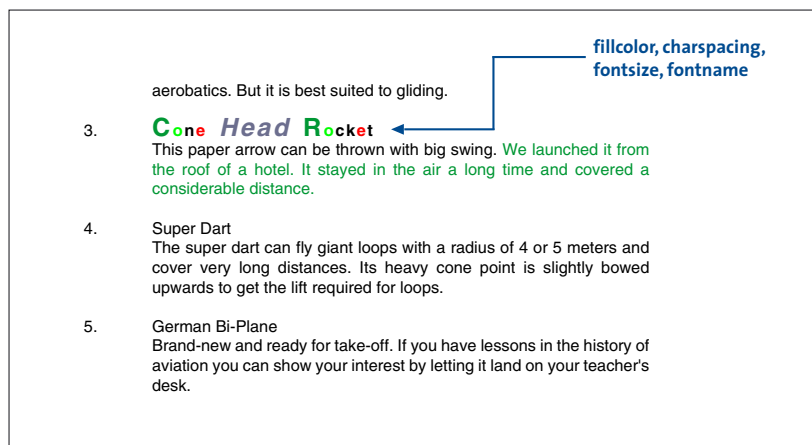 fillcolor, charspacing,
fontsize, fontname
aerobatics. But it is best suited to gliding.
3. Cone Head Rocket
This paper arrow can be thrown with big swing. We launched it from
the roof of a hotel. It stayed in the air a long time and covered a
considerable distance.
4. Super Dart
The super dart can fly giant loops with a radius of 4 or 5 meters and
cover very long distances. Its heavy cone point is slightly bowed
upwards to get the lift required for loops.
5. German Bi-Plane
Brand-new and ready for take-off. If you have lessons in the history of
aviation you can show your interest by letting it land on your teacher's
desk.